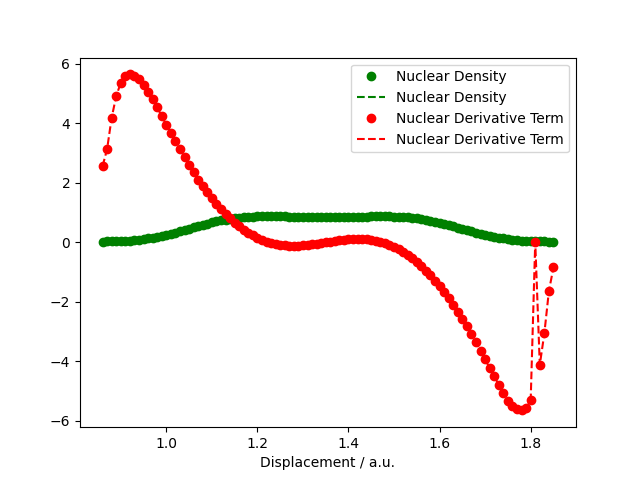 6
4
2
0
−2
−4
−6
Nuclear Density
Nuclear Density
Nuclear Derivative Term
Nuclear Derivative Term
1.0 1.2 1.4 1.6 1.8
Displacement / a.u.